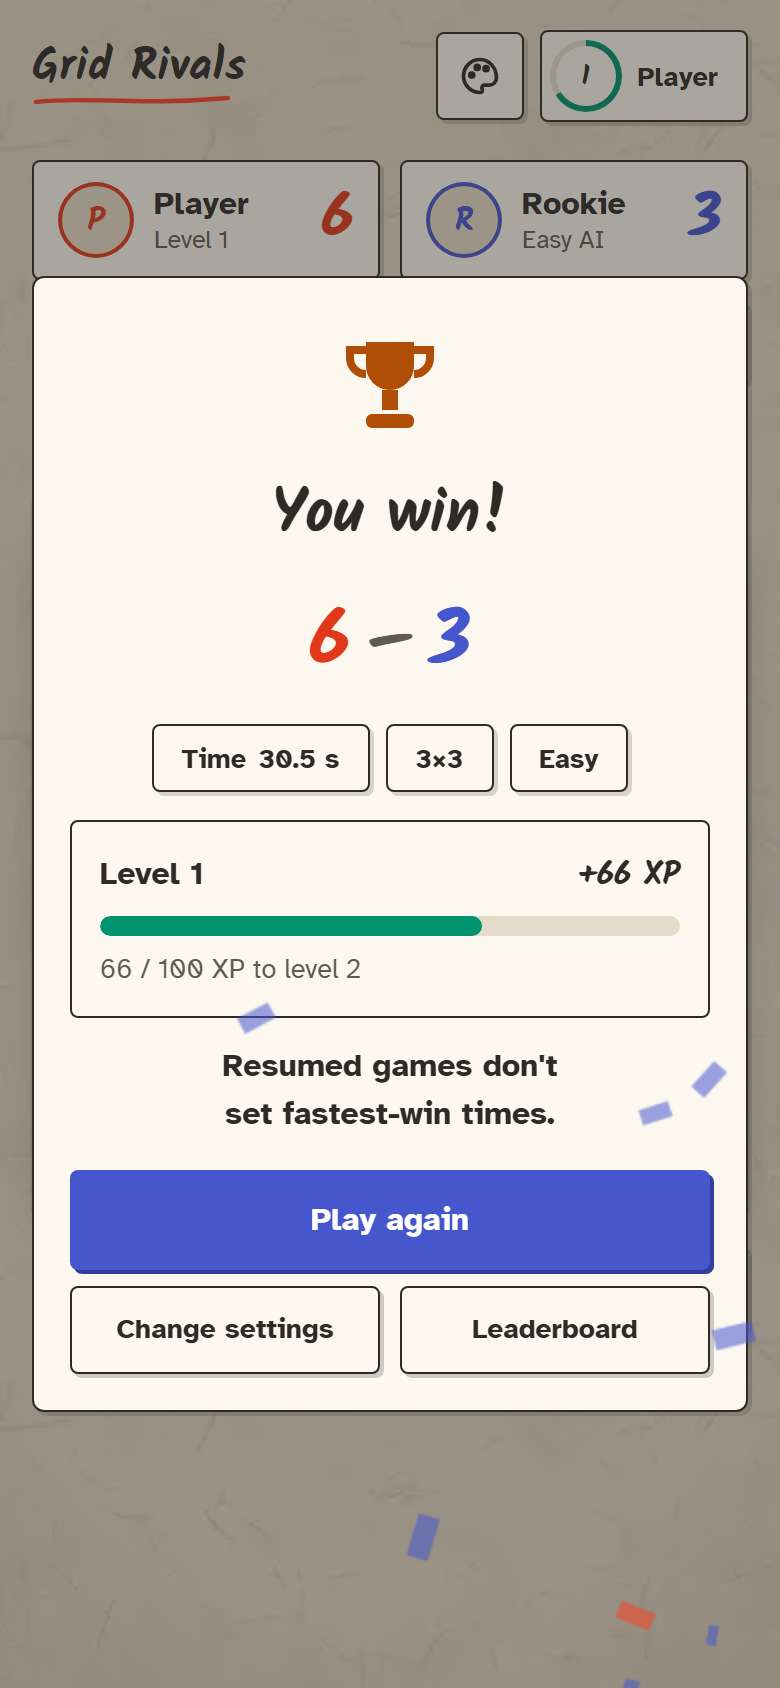 Grid Rivals
1 Player
P Player 6
Level 1
R Rookie 3
Easy AI
You win!
6 – 3
Time 30.5 s
3×3
Easy
Level 1 +66 XP
66 / 100 XP to level 2
Resumed games don't
set fastest-win times.
Play again
Change settings
Leaderboard